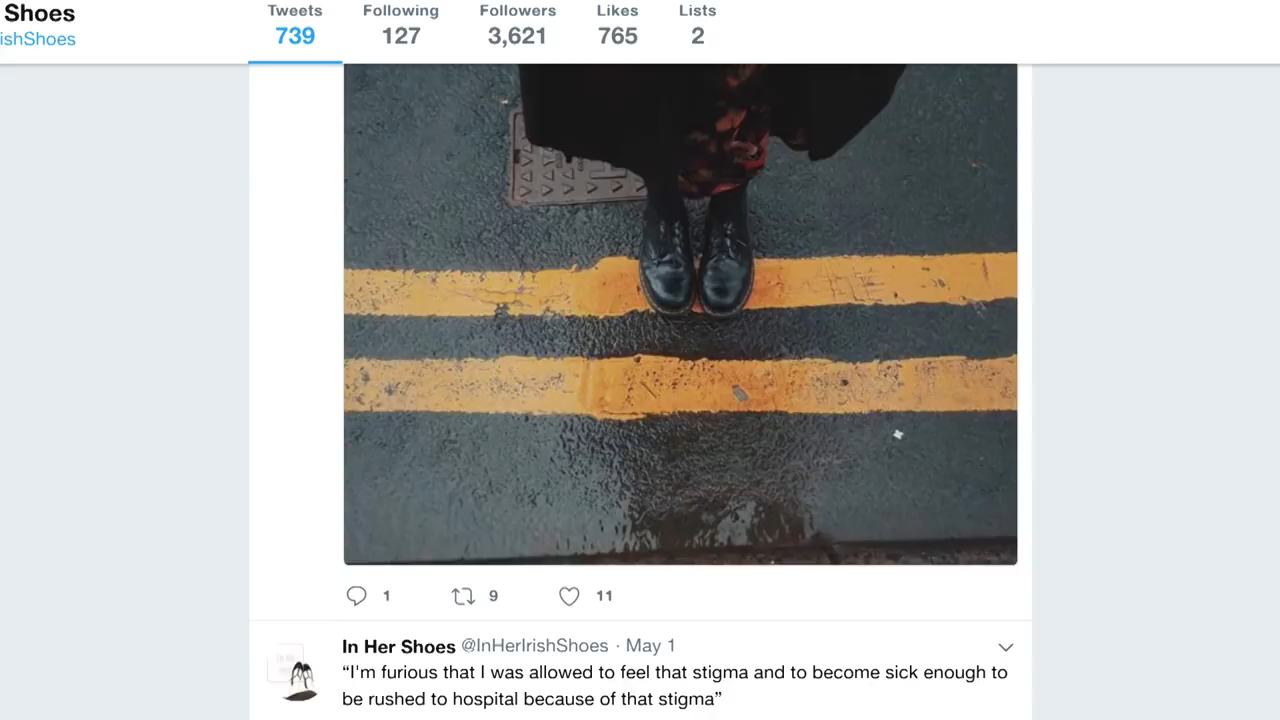 Shoes
ishShoes
Tweets Following Followers Likes Lists
739 127 3,621 765 2
1 9 11
In Her Shoes @InHerIrishShoes · May 1
“I'm furious that I was allowed to feel that stigma and to become sick enough to
be rushed to hospital because of that stigma”